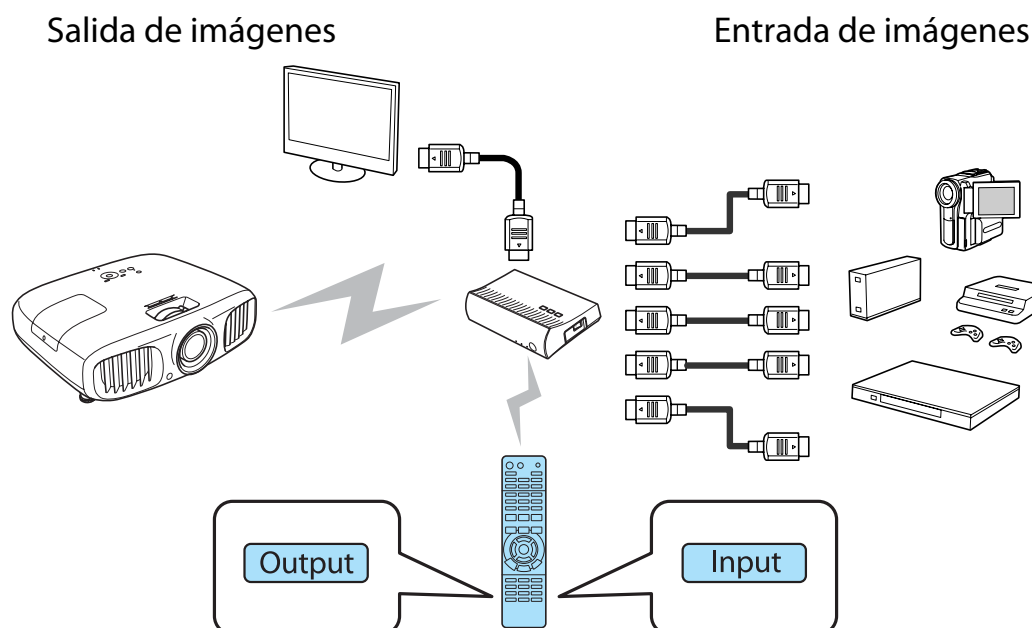 Salida de imágenes
Entrada de imágenes
Output
Input